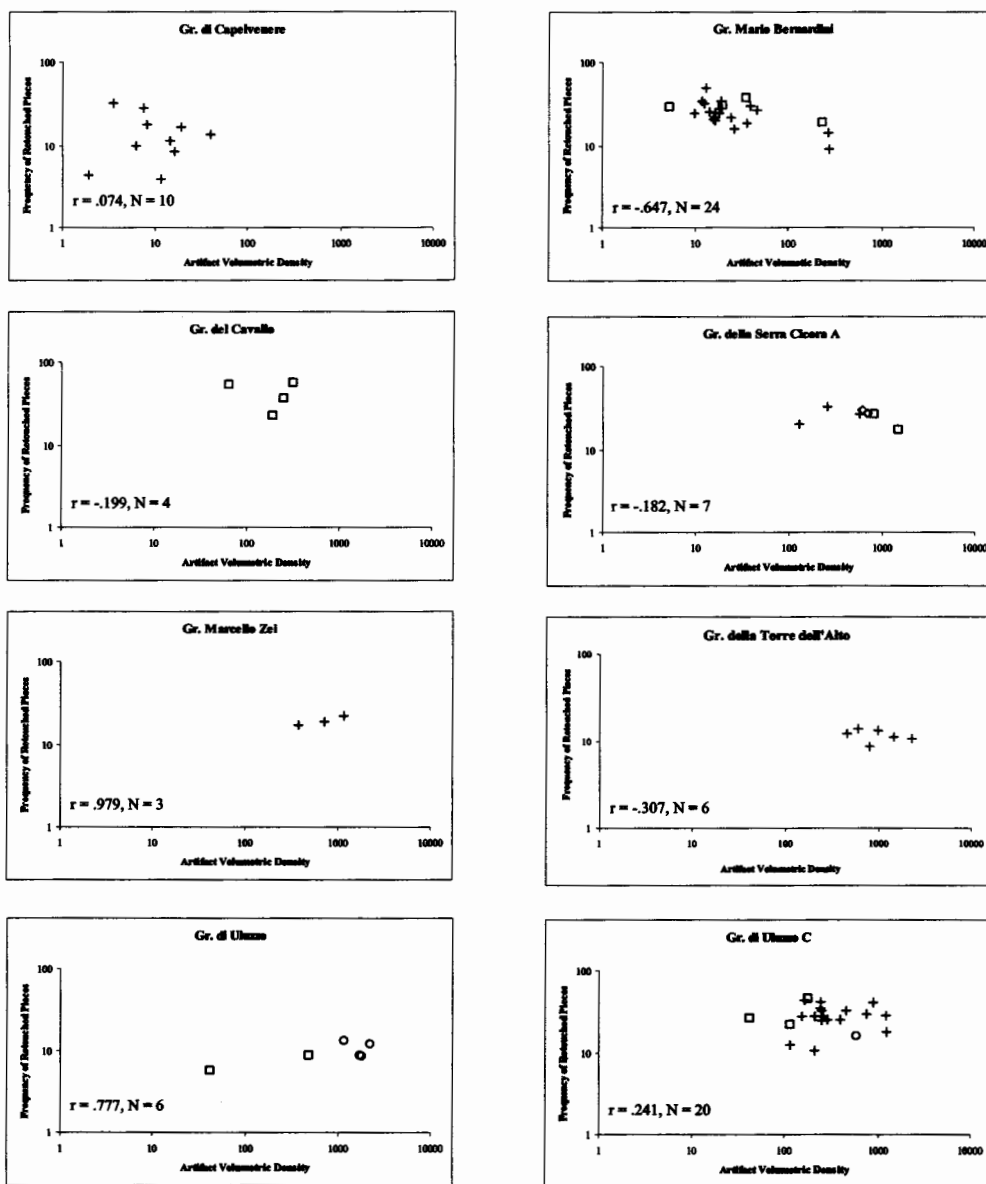 Gr. di Capelvenere
Frequency of Retouched Pieces
100
10
1
r = .074, N = 10
1 10 100 1000 10000
Artifact Volumetric Density
Gr. Mario Bernardini
Frequency of Retouched Pieces
100
10
1
r = -.647, N = 24
1 10 100 1000 10000
Artifact Volumetric Density
Gr. del Cavallo
Frequency of Retouched Pieces
100
10
1
r = -.199, N = 4
1 10 100 1000 10000
Artifact Volumetric Density
Gr. della Serra Cicora A
Frequency of Retouched Pieces
100
10
1
r = -.182, N = 7
1 10 100 1000 10000
Artifact Volumetric Density
Gr. Marcello Zei
Frequency of Retouched Pieces
100
10
1
r = .979, N = 3
1 10 100 1000 10000
Artifact Volumetric Density
Gr. della Torre dell'Alto
Frequency of Retouched Pieces
100
10
1
r = -.307, N = 6
1 10 100 1000 10000
Artifact Volumetric Density
Gr. di Uluzzo
Frequency of Retouched Pieces
100
10
1
r = .777, N = 6
1 10 100 1000 10000
Artifact Volumetric Density
Gr. di Uluzzo C
Frequency of Retouched Pieces
100
10
1
r = .241, N = 20
1 10 100 1000 10000
Artifact Volumetric Density